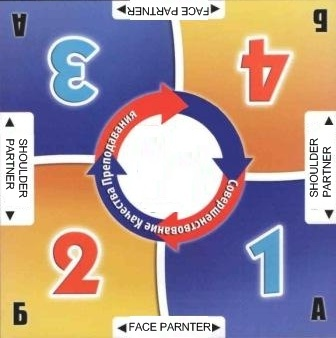 А
FACE PARTNER
Б
3
4
SHOULDER
PARTNER
Совершенствование Качества Преподавания
SHOULDER
PARTNER
2
1
Б
FACE PARNTER
А